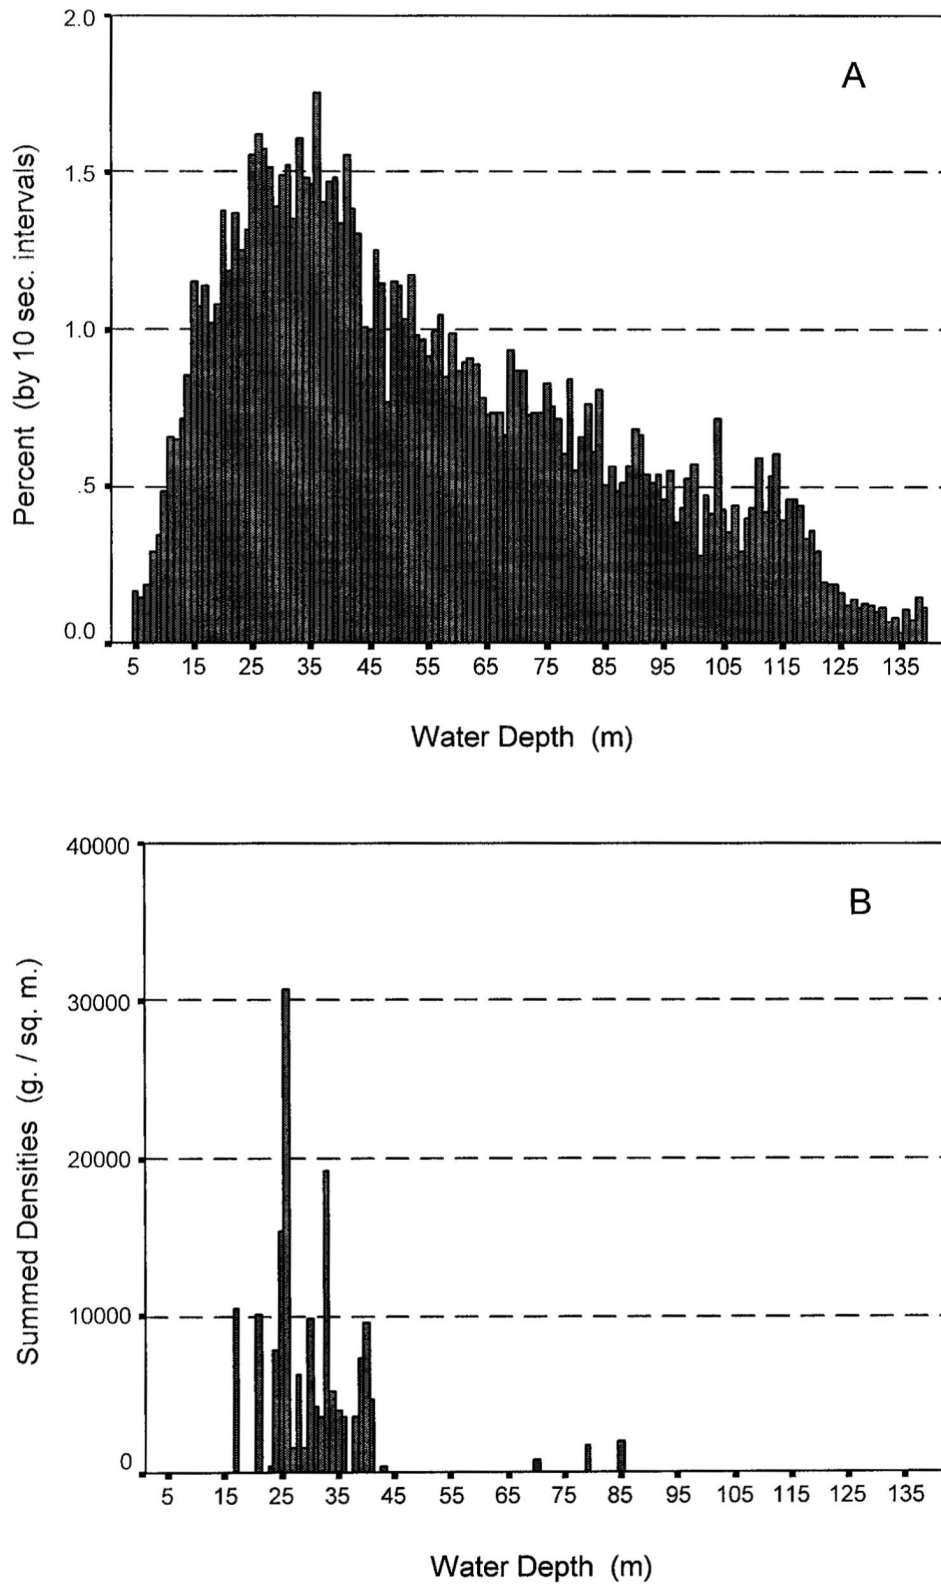 2.0
A
1.5
1.0
.5
0.0
Percent (by 10 sec. intervals)
5 15 25 35 45 55 65 75 85 95 105 115 125 135
Water Depth (m)
40000
B
30000
20000
10000
0
Summed Densities (g. / sq. m.)
5 15 25 35 45 55 65 75 85 95 105 115 125 135
Water Depth (m)